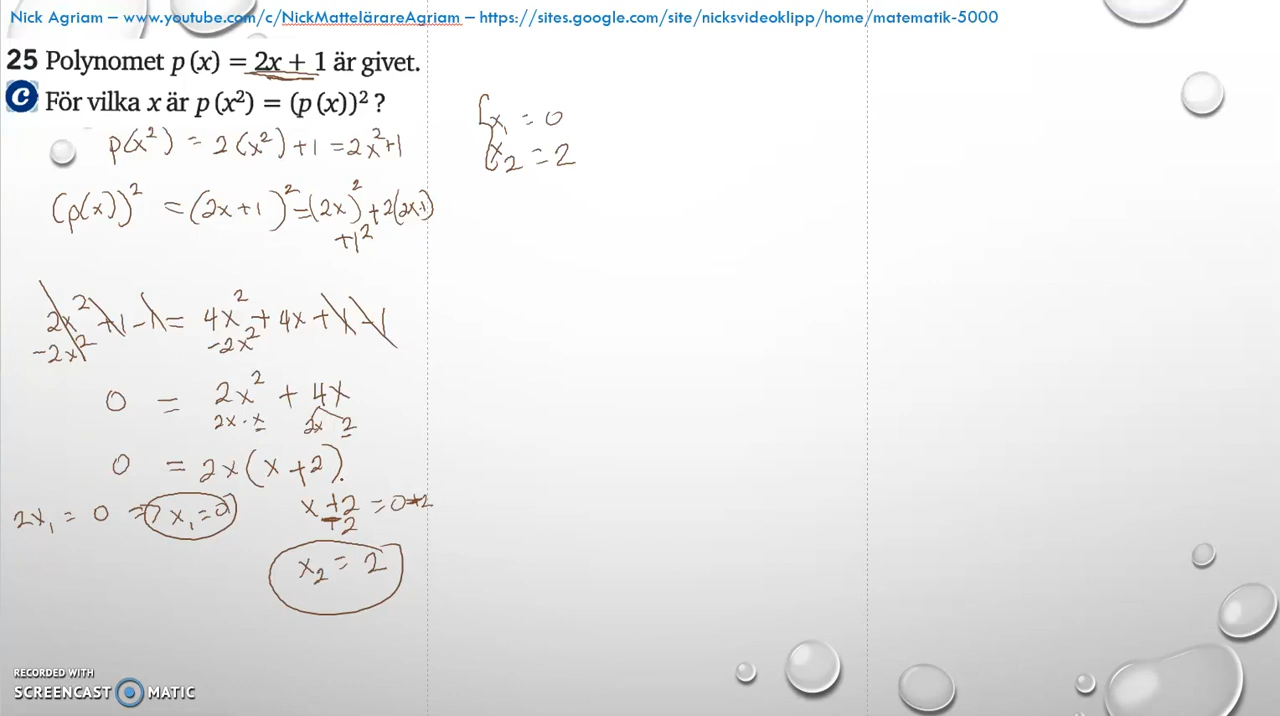 Nick Agriam – www.youtube.com/c/NickMattelärareAgriam – https://sites.google.com/site/nicksvideoklipp/home/matematik-5000
25 Polynomet p(x) = 2x + 1 är givet.
C För vilka x är p(x²) = (p(x))² ?
p(x²) = 2(x²) + 1 = 2x² + 1
(p(x))² = (2x + 1)² = (2x)² + 2(2x·1)
+ 1²
2x² + 1 - 1 = 4x² + 4x + 1 - 1
-2x² -2x²
0 = 2x² + 4x
2x · x 2x 2
0 = 2x(x + 2).
2x₁ = 0 => x₁ = 0
x + 2 = 0 + 2
+2
x₂ = 2
x₁ = 0
x₂ = 2
RECORDED WITH
SCREENCAST MATIC